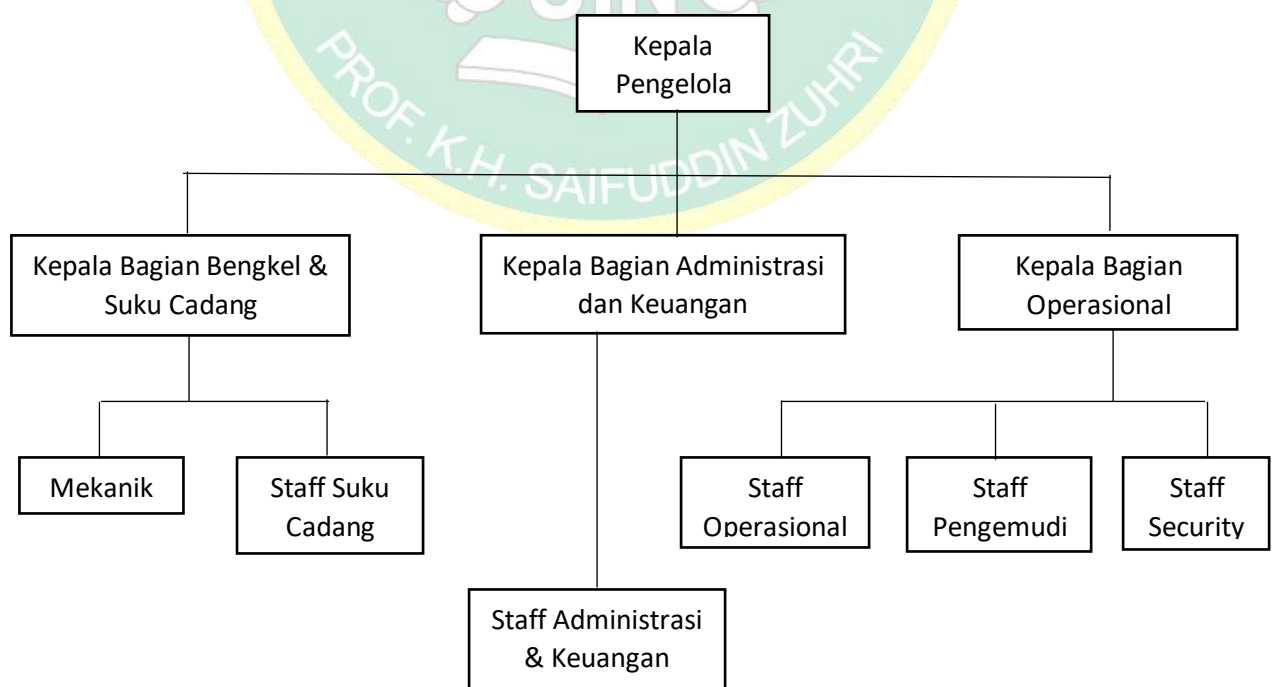 UIN
PROF. K.H. SAIFUDDIN ZUHRI
Kepala
Pengelola
Kepala Bagian Bengkel &
Suku Cadang
Kepala Bagian Administrasi
dan Keuangan
Kepala Bagian
Operasional
Mekanik
Staff Suku
Cadang
Staff
Operasional
Staff
Pengemudi
Staff
Security
Staff Administrasi
& Keuangan